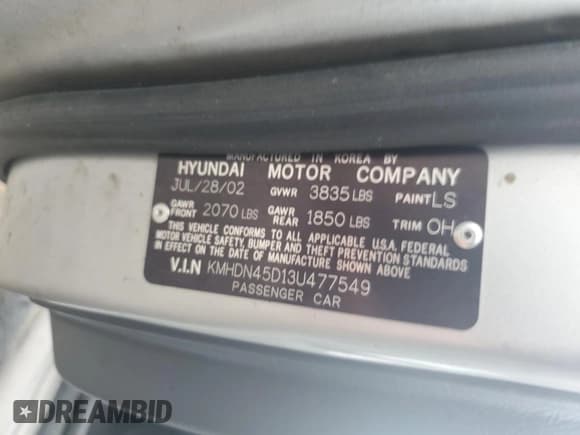 MANUFACTURED IN KOREA BY
HYUNDAI MOTOR COMPANY
JUL/28/02 GVWR 3835 LBS PAINT LS
GAWR FRONT 2070 LBS GAWR REAR 1850 LBS TRIM OH
THIS VEHICLE CONFORMS TO ALL APPLICABLE U.S.A. FEDERAL
MOTOR VEHICLE SAFETY, BUMPER AND THEFT PREVENTION STANDARDS
IN EFFECT ON THE DATE OF MANUFACTURE SHOWN ABOVE
V.I.N KMHDN45D13U477549
PASSENGER CAR
DREAMBID